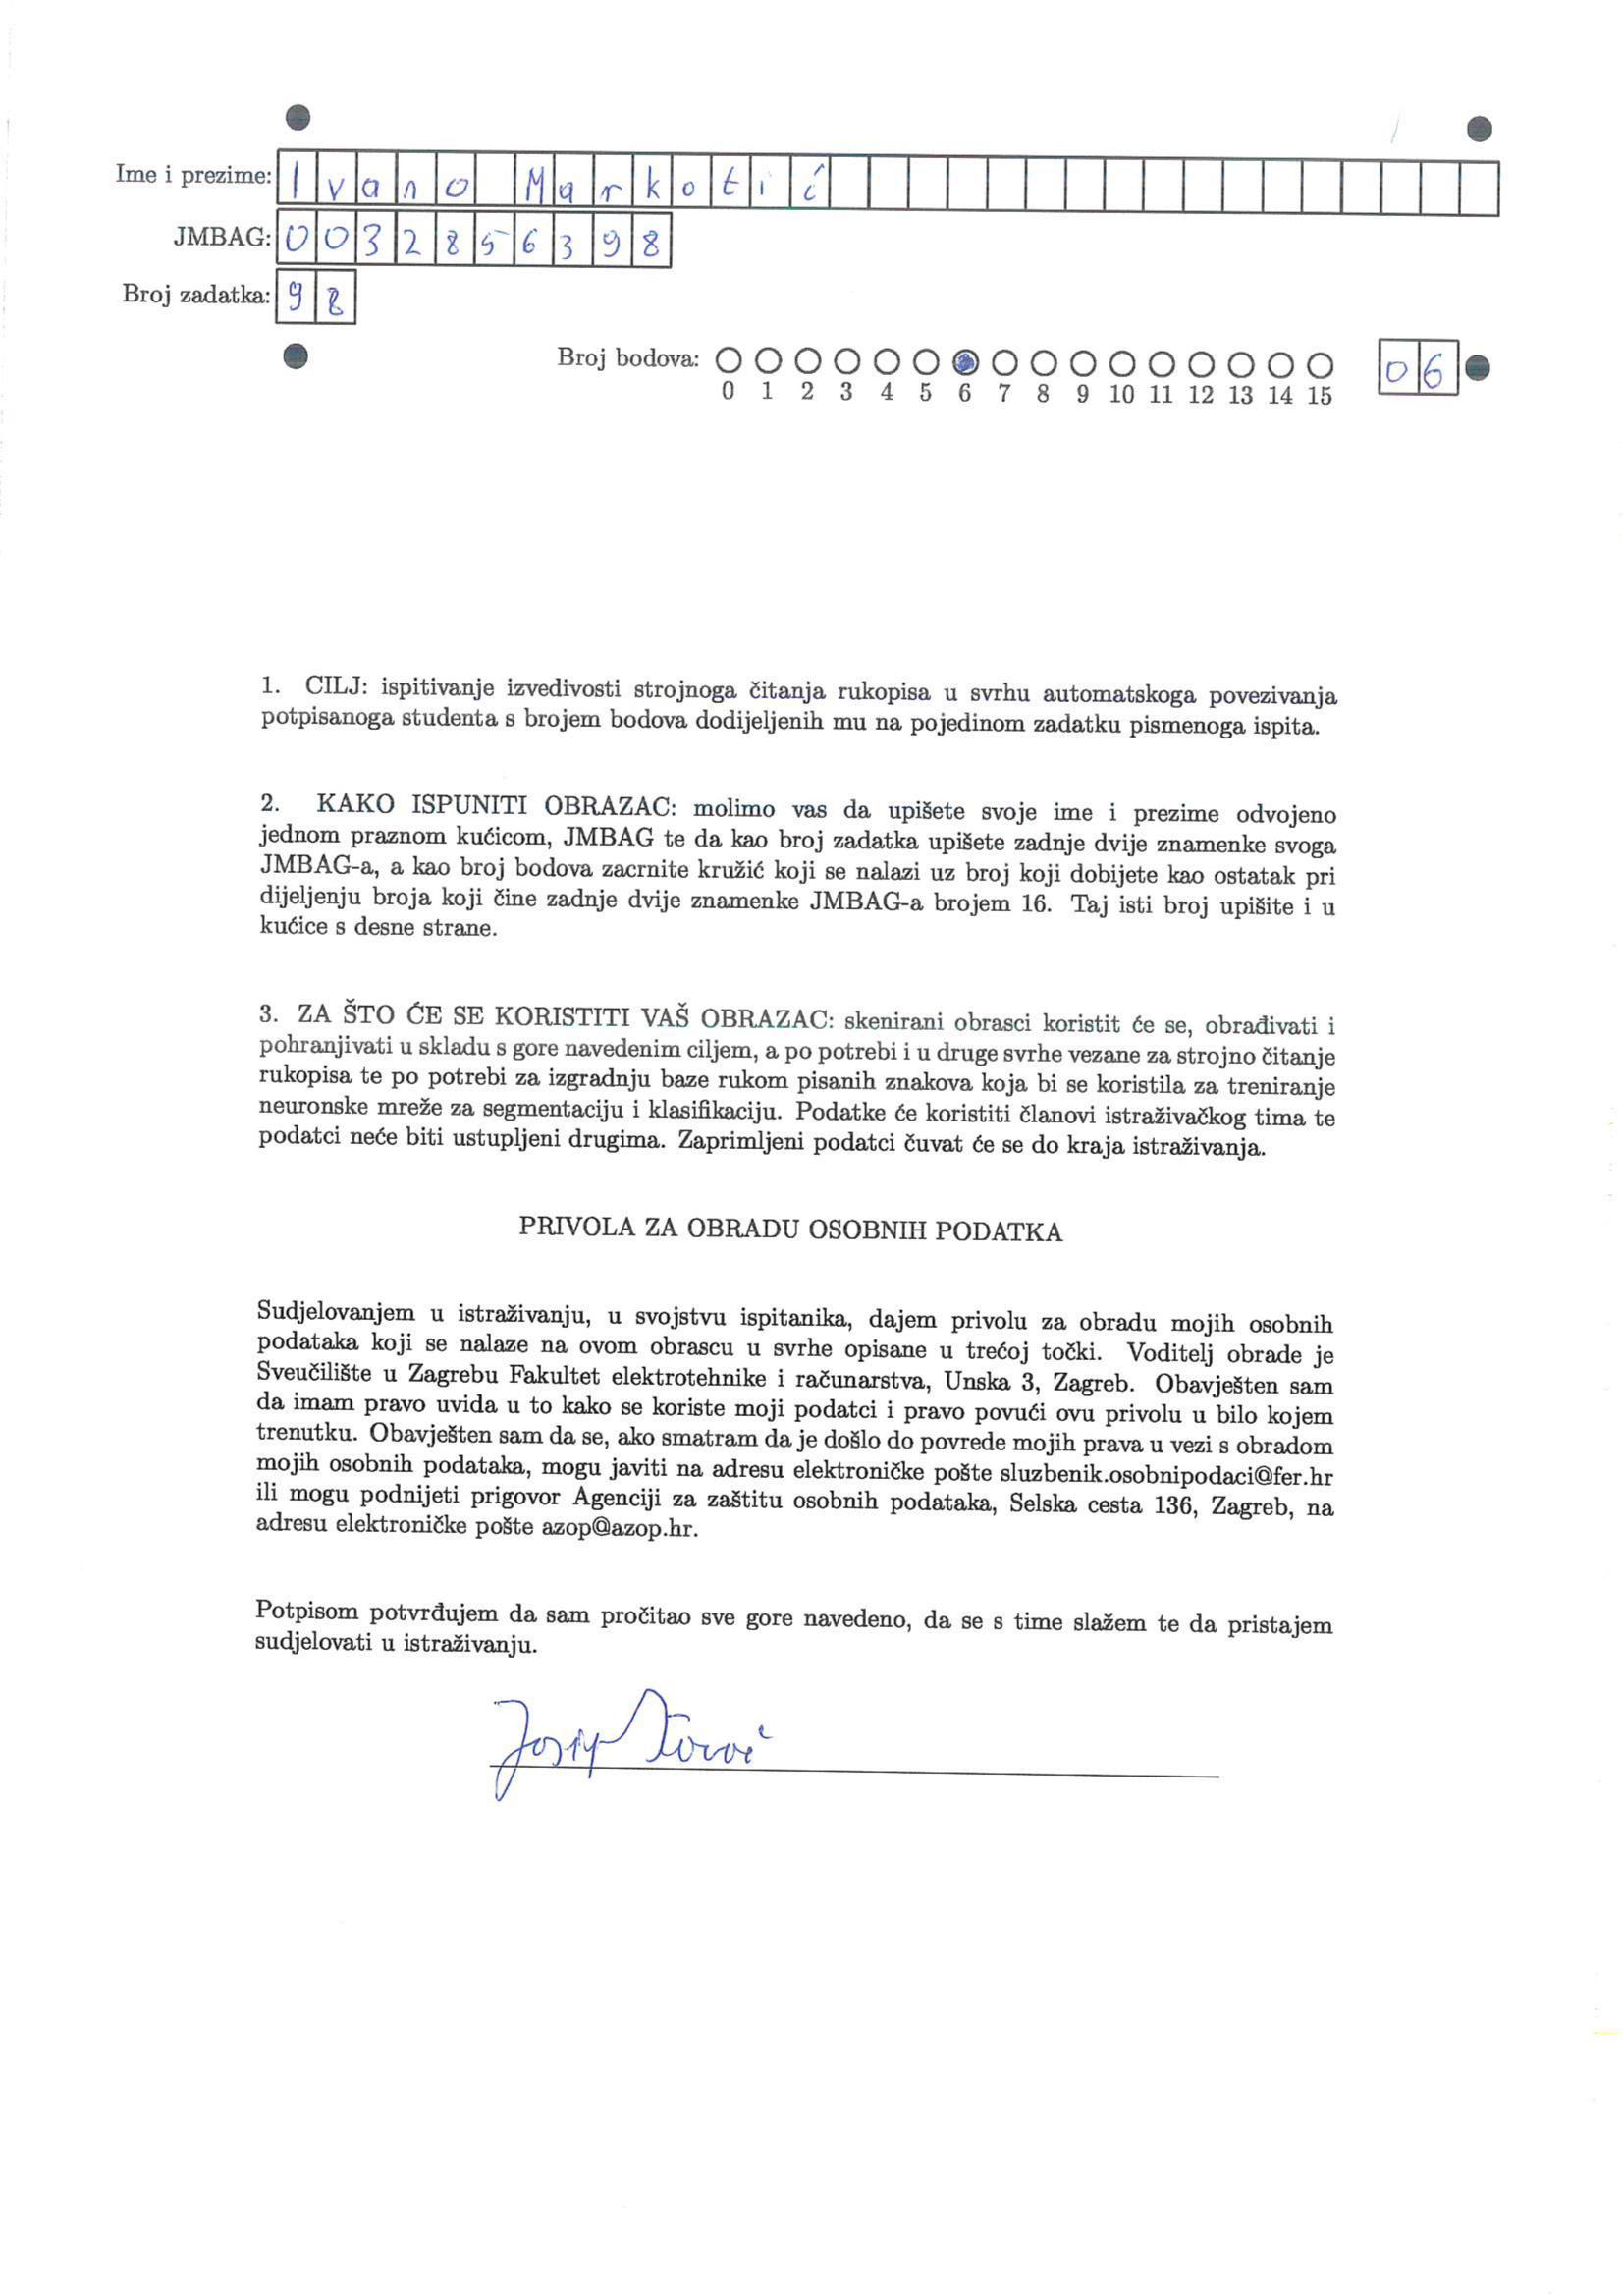 Ime i prezime: Ivano Markotić
JMBAG: 0032856398
Broj zadatka: 98
Broj bodova: 06
0 1 2 3 4 5 6 7 8 9 10 11 12 13 14 15
1. CILJ: ispitivanje izvedivosti strojnoga čitanja rukopisa u svrhu automatskoga povezivanja
potpisanoga studenta s brojem bodova dodijeljenih mu na pojedinom zadatku pismenoga ispita.
2. KAKO ISPUNITI OBRAZAC: molimo vas da upišete svoje ime i prezime odvojeno
jednom praznom kućicom, JMBAG te da kao broj zadatka upišete zadnje dvije znamenke svoga
JMBAG-a, a kao broj bodova zacrnite kružić koji se nalazi uz broj koji dobijete kao ostatak pri
dijeljenju broja koji čine zadnje dvije znamenke JMBAG-a brojem 16. Taj isti broj upišite i u
kućice s desne strane.
3. ZA ŠTO ĆE SE KORISTITI VAŠ OBRAZAC: skenirani obrasci koristit će se, obrađivati i
pohranjivati u skladu s gore navedenim ciljem, a po potrebi i u druge svrhe vezane za strojno čitanje
rukopisa te po potrebi za izgradnju baze rukom pisanih znakova koja bi se koristila za treniranje
neuronske mreže za segmentaciju i klasifikaciju. Podatke će koristiti članovi istraživačkog tima te
podatci neće biti ustupljeni drugima. Zaprimljeni podatci čuvat će se do kraja istraživanja.
PRIVOLA ZA OBRADU OSOBNIH PODATKA
Sudjelovanjem u istraživanju, u svojstvu ispitanika, dajem privolu za obradu mojih osobnih
podataka koji se nalaze na ovom obrascu u svrhe opisane u trećoj točki. Voditelj obrade je
Sveučilište u Zagrebu Fakultet elektrotehnike i računarstva, Unska 3, Zagreb. Obavješten sam
da imam pravo uvida u to kako se koriste moji podatci i pravo povući ovu privolu u bilo kojem
trenutku. Obavješten sam da se, ako smatram da je došlo do povrede mojih prava u vezi s obradom
mojih osobnih podataka, mogu javiti na adresu elektroničke pošte sluzbenik.osobnipodaci@fer.hr
ili mogu podnijeti prigovor Agenciji za zaštitu osobnih podataka, Selska cesta 136, Zagreb, na
adresu elektroničke pošte azop@azop.hr.
Potpisom potvrđujem da sam pročitao sve gore navedeno, da se s time slažem te da pristajem
sudjelovati u istraživanju.
Josip